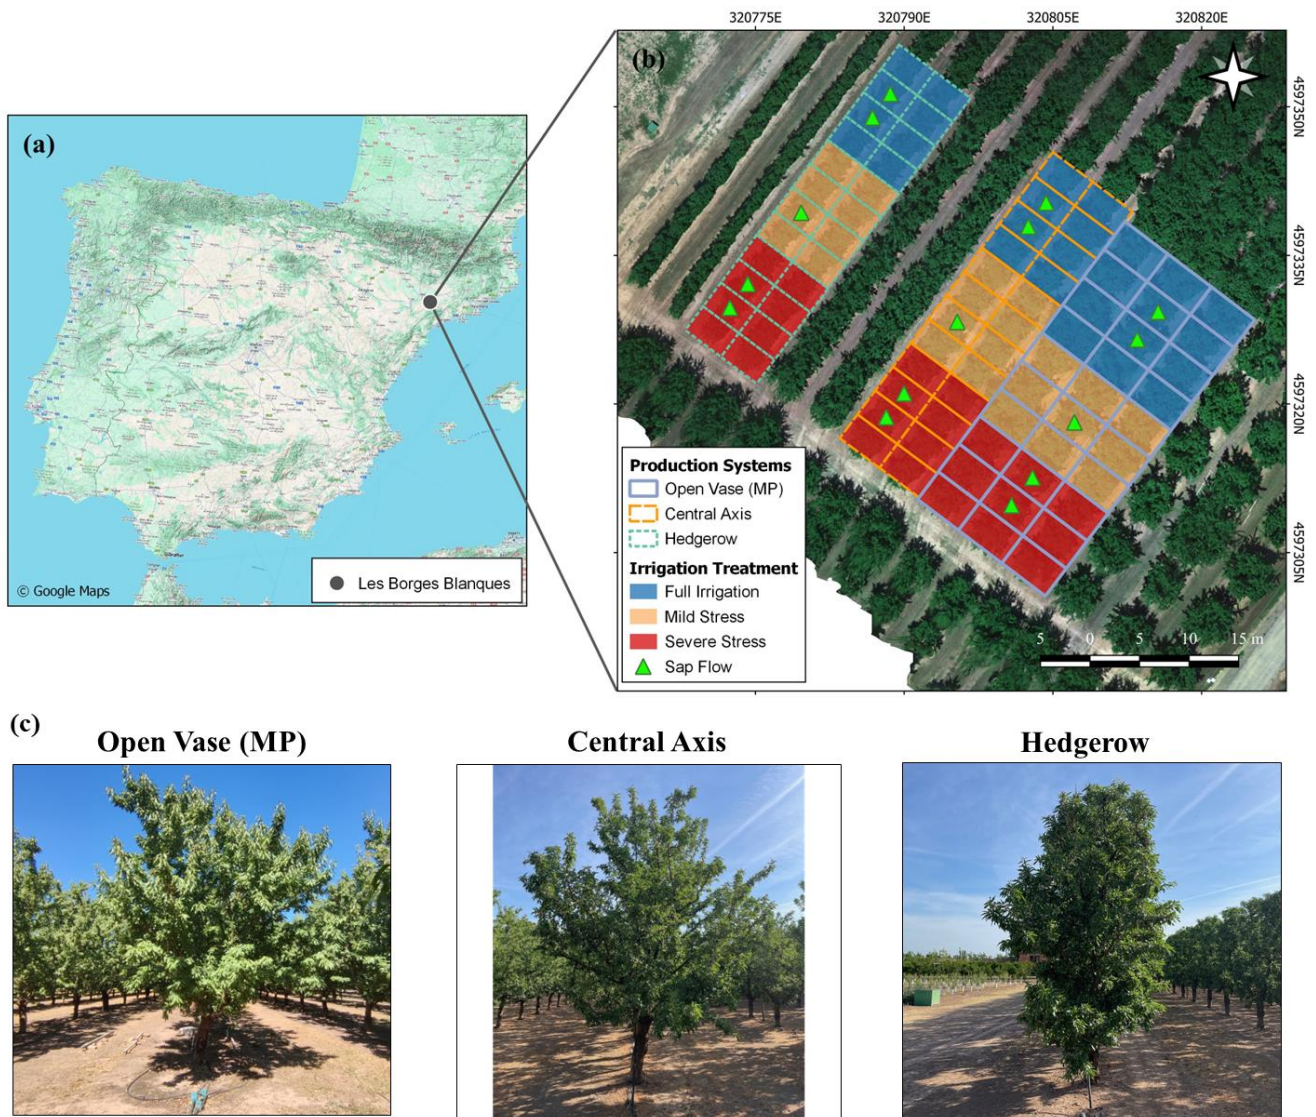 320775E 320790E 320805E 320820E
(a)
(b)
4597350N
4597335N
4597320N
4597305N
Les Borges Blanques
© Google Maps
Production Systems
Open Vase (MP)
Central Axis
Hedgerow
Irrigation Treatment
Full Irrigation
Mild Stress
Severe Stress
Sap Flow
5 0 5 10 15 m
(c)
Open Vase (MP) Central Axis Hedgerow